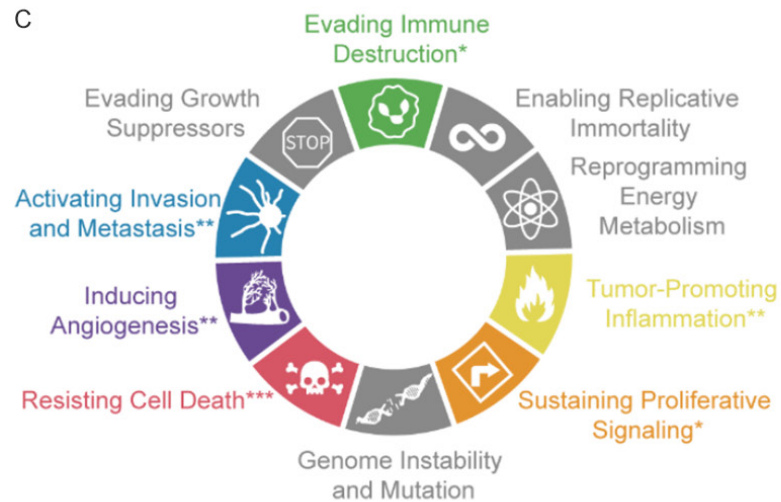 C
Evading Immune
Destruction*
Evading Growth
Suppressors
STOP
Enabling Replicative
Immortality
Reprogramming
Energy
Metabolism
Activating Invasion
and Metastasis**
Inducing
Angiogenesis**
Tumor-Promoting
Inflammation**
Resisting Cell Death***
Sustaining Proliferative
Signaling*
Genome Instability
and Mutation